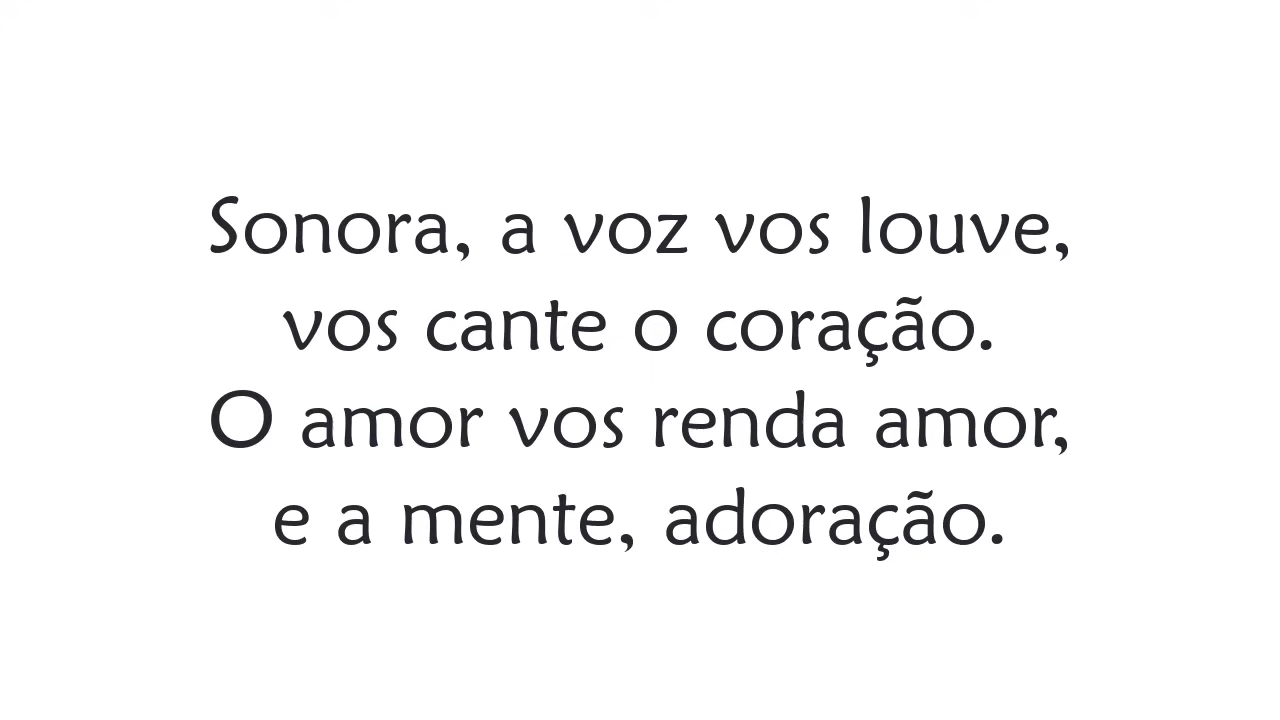 Sonora, a voz vos louve,
vos cante o coração.
O amor vos renda amor,
e a mente, adoração.